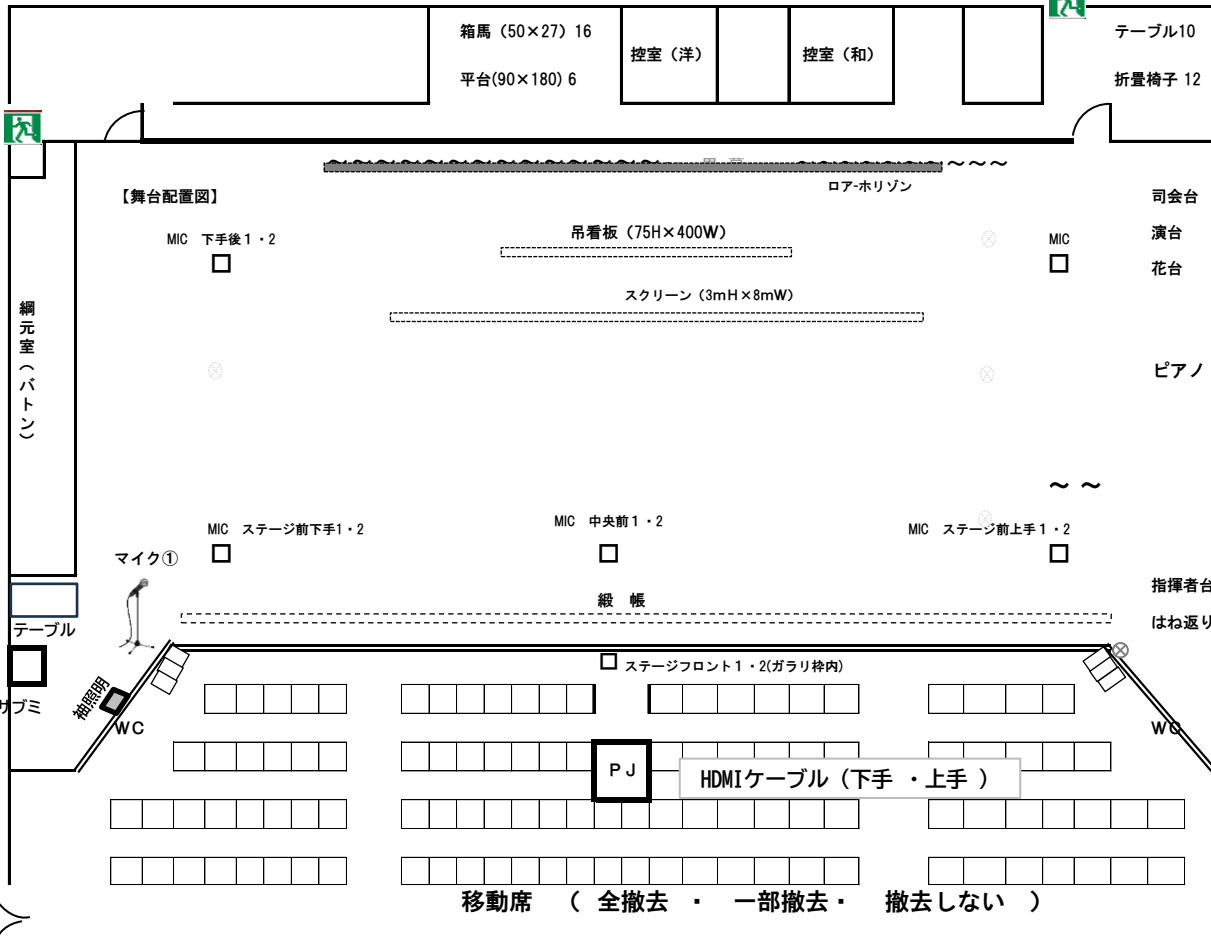 箱馬（50×27）16
平台(90×180) 6
控室（洋）
控室（和）
テーブル10
折畳椅子 12
ロア-ホリゾン
【舞台配置図】
司会台
MIC 下手後１・２
吊看板（75H×400W）
MIC
演台
花台
スクリーン（3mH×8mW）
綱元室（バトン）
ピアノ
MIC ステージ前下手1・2
MIC 中央前１・２
MIC ステージ前上手１・２
マイク①
緞 帳
指揮者台
はね返り
テーブル
ステージフロント１・２(ガラリ枠内)
袖照明
サブミ
WC
WC
ＰＪ
HDMIケーブル（下手 ・上手 ）
移動席 （ 全撤去 ・ 一部撤去・ 撤去しない ）